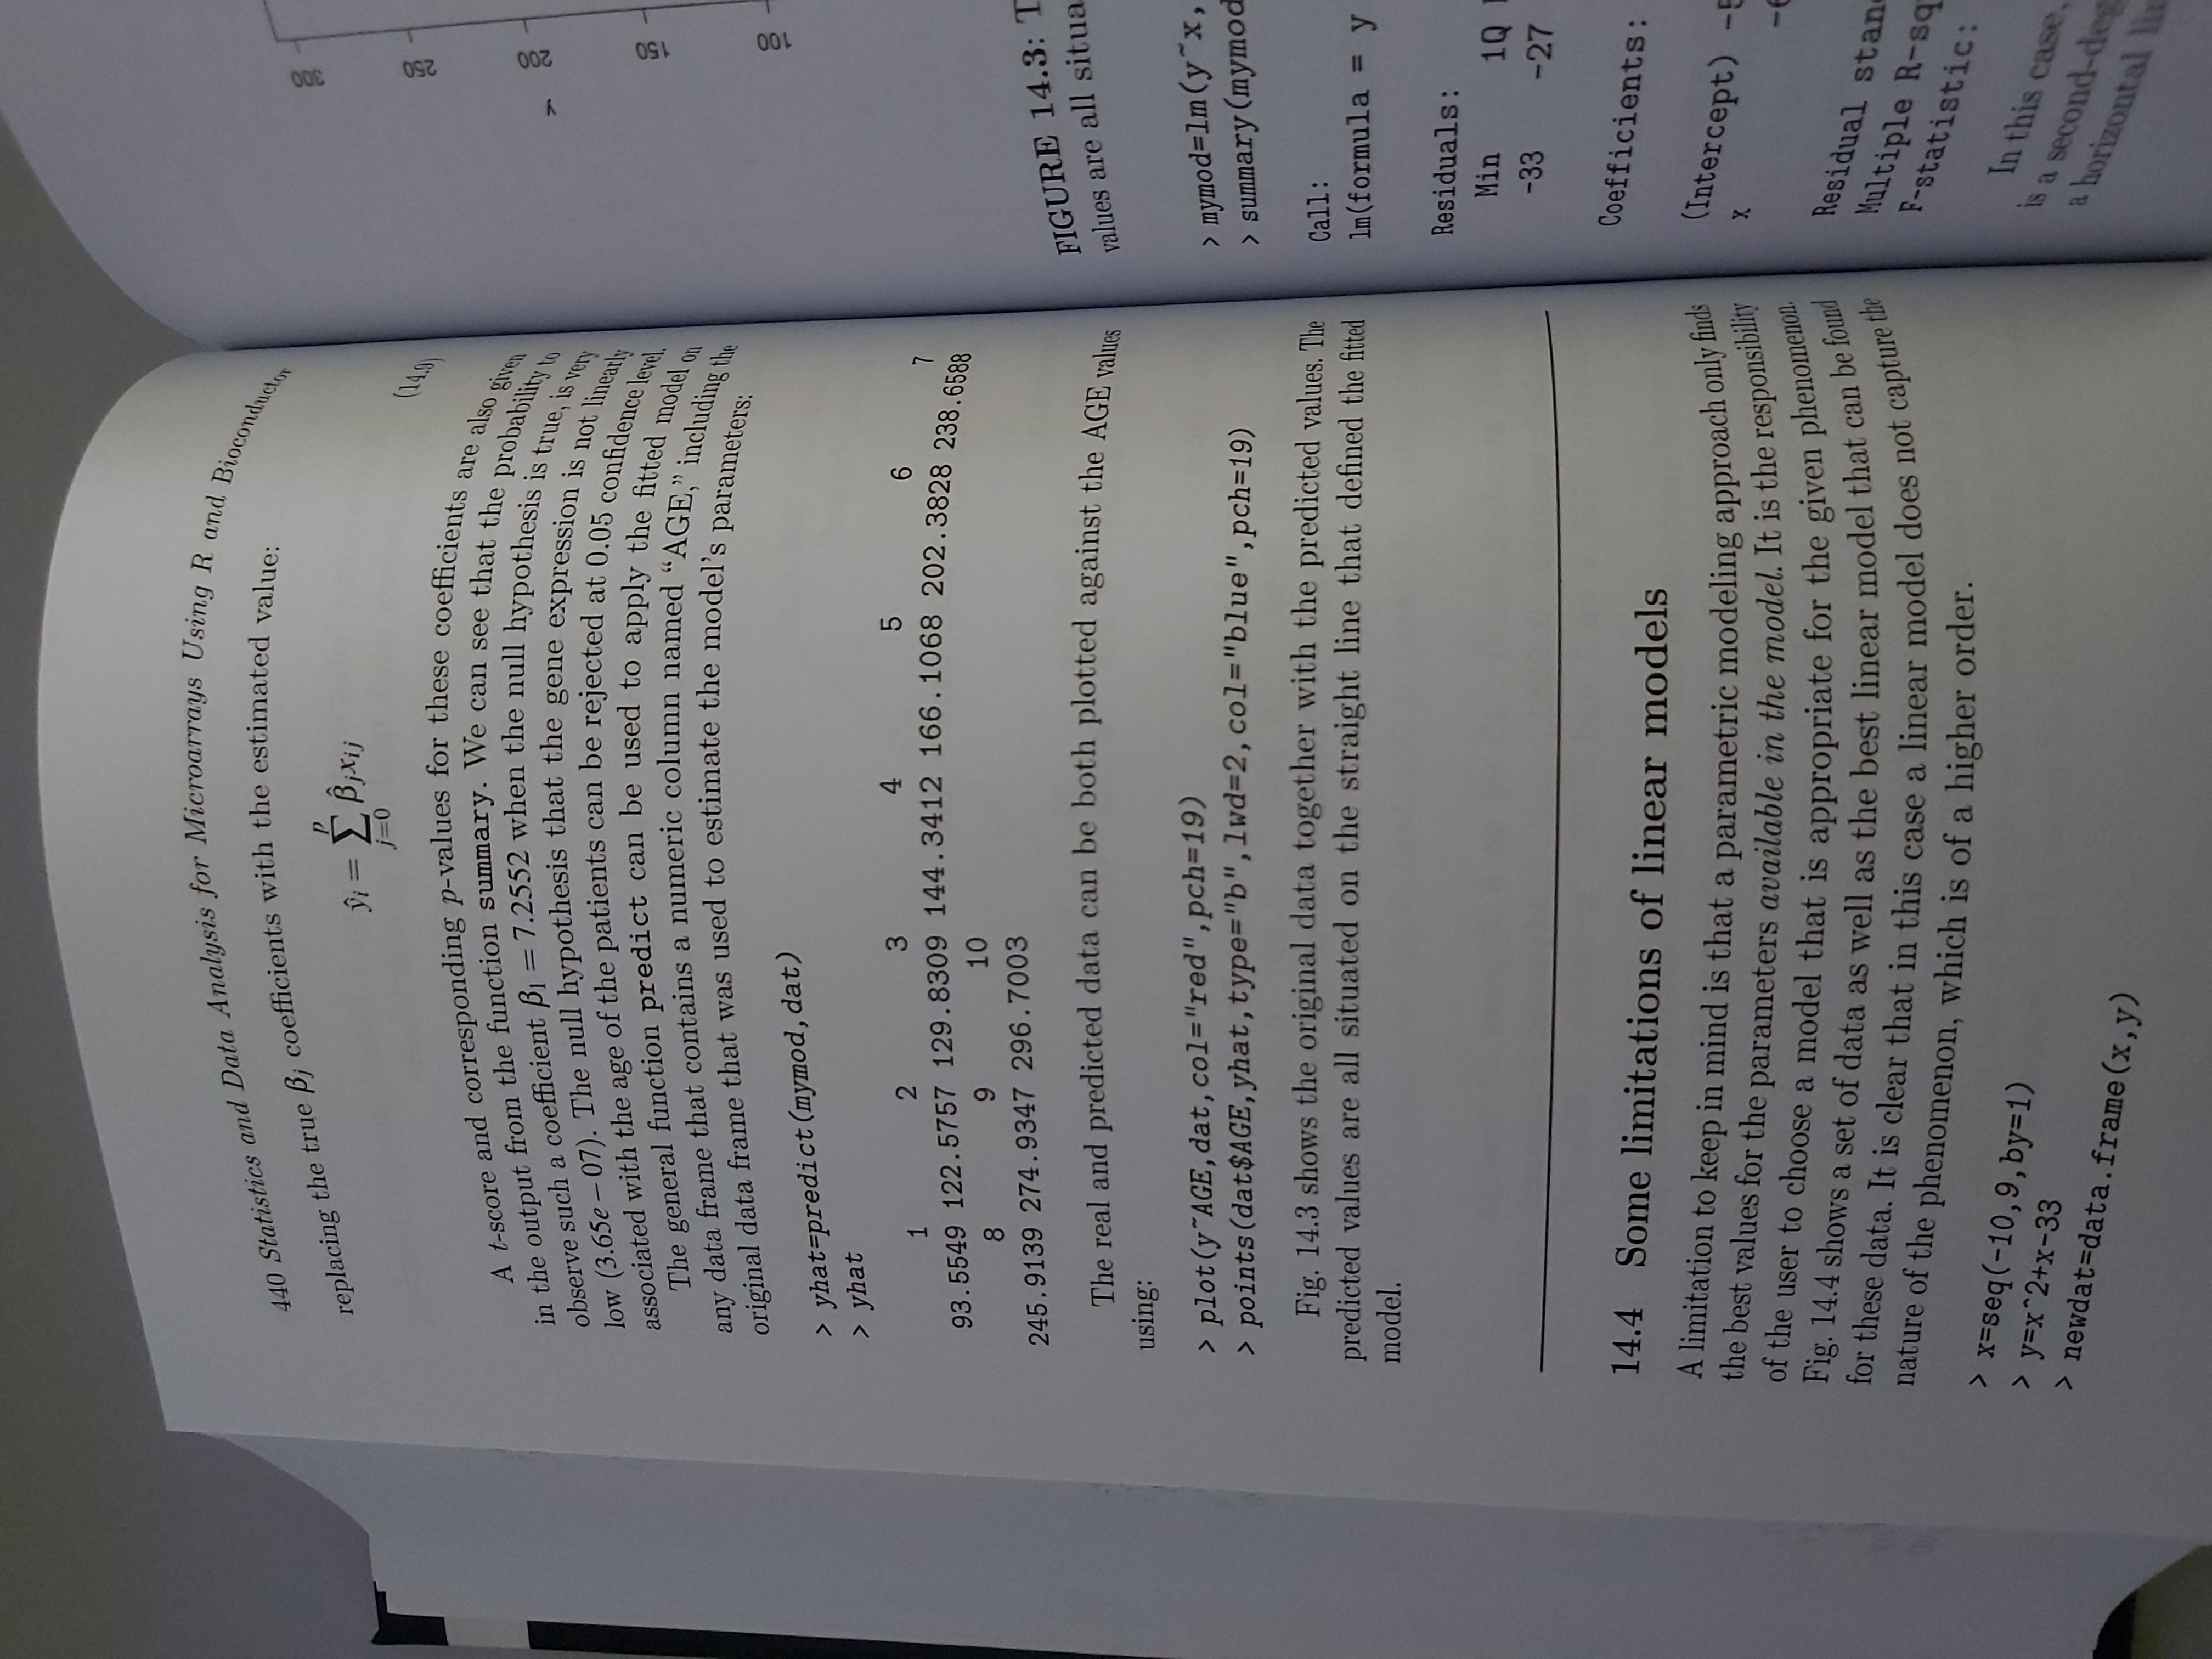 440 Statistics and Data Analysis for Microarrays Using R and Bioconductor
replacing the true βj coefficients with the estimated value:
ŷi = ∑ β̂jxij
p
j=0
(14.9)
A t-score and corresponding p-values for these coefficients are also given
in the output from the function summary. We can see that the probability to
observe such a coefficient β1 = 7.2552 when the null hypothesis is true, is very
low (3.65e − 07). The null hypothesis that the gene expression is not linearly
associated with the age of the patients can be rejected at 0.05 confidence level.
The general function predict can be used to apply the fitted model on
any data frame that contains a numeric column named “AGE,” including the
original data frame that was used to estimate the model’s parameters:
> yhat=predict(mymod,dat)
> yhat
1 2 3 4 5 6 7
93.5549 122.5757 129.8309 144.3412 166.1068 202.3828 238.6588
8 9 10
245.9139 274.9347 296.7003
The real and predicted data can be both plotted against the AGE values
using:
> plot(y~AGE,dat,col="red",pch=19)
> points(dat$AGE,yhat,type="b",lwd=2,col="blue",pch=19)
Fig. 14.3 shows the original data together with the predicted values. The
predicted values are all situated on the straight line that defined the fitted
model.
14.4 Some limitations of linear models
A limitation to keep in mind is that a parametric modeling approach only finds
the best values for the parameters available in the model. It is the responsibility
of the user to choose a model that is appropriate for the given phenomenon.
Fig. 14.4 shows a set of data as well as the best linear model that can be found
for these data. It is clear that in this case a linear model does not capture the
nature of the phenomenon, which is of a higher order.
> x=seq(-10,9,by=1)
> y=x^2+x-33
> newdat=data.frame(x,y)
300
250
200
y
150
100
FIGURE 14.3: T
values are all situa
> mymod=lm(y~x,
> summary(mymod
Call:
lm(formula = y
Residuals:
Min 1Q
-33 -27
Coefficients:
(Intercept) -5
x -6
Residual stan
Multiple R-sq
F-statistic:
In this case,
is a second-deg
a horizontal